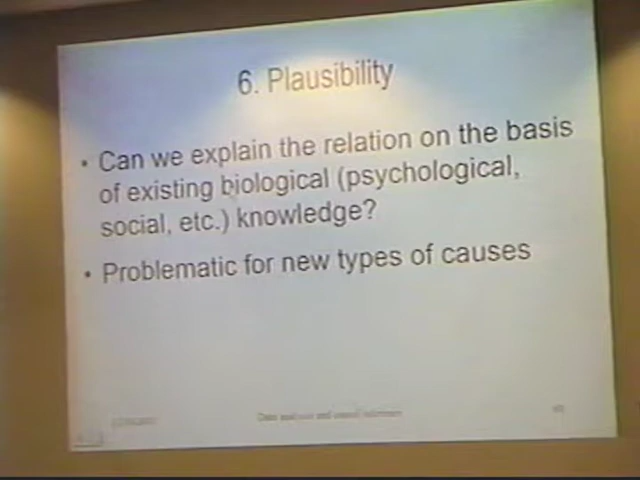 6. Plausibility
• Can we explain the relation on the basis
of existing biological (psychological,
social, etc.) knowledge?
• Problematic for new types of causes